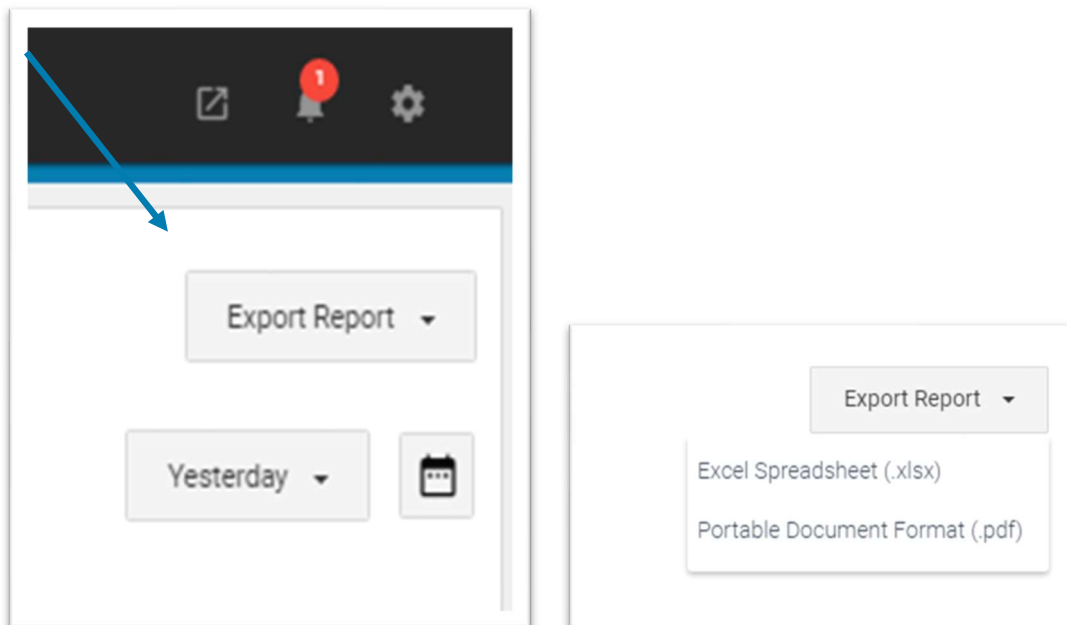 1
Export Report
Yesterday
Export Report
Excel Spreadsheet (.xlsx)
Portable Document Format (.pdf)